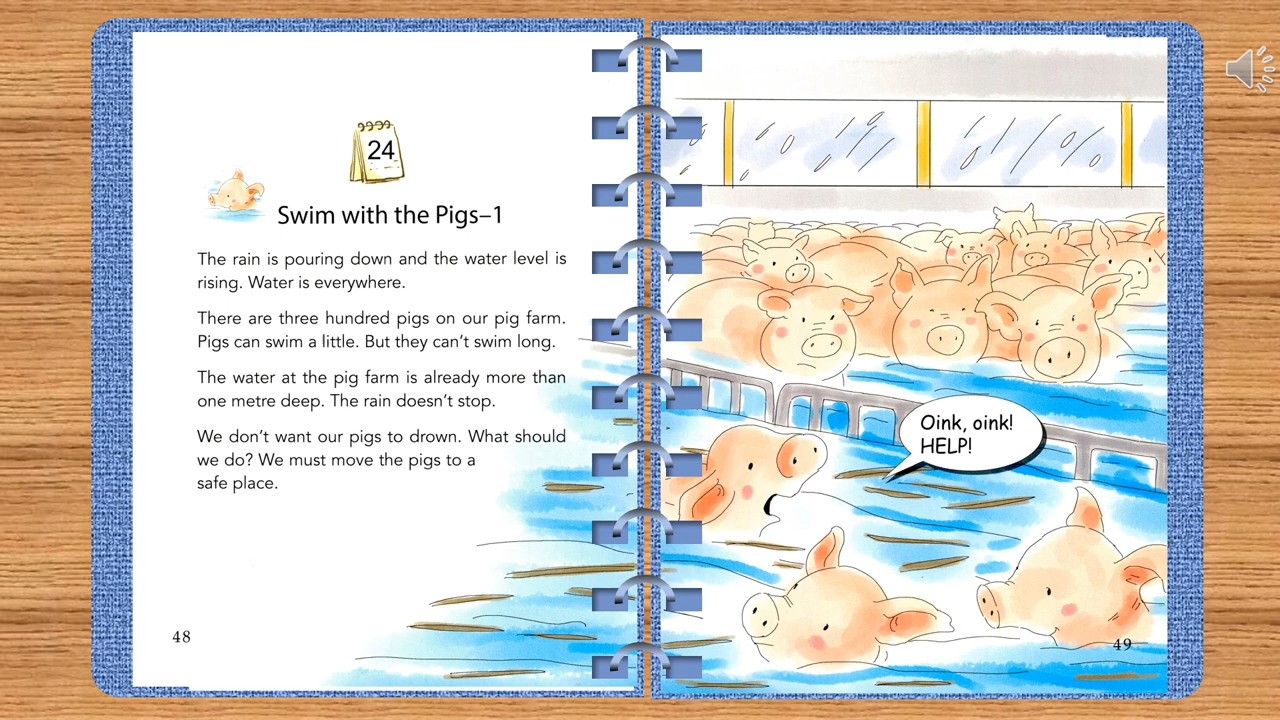 24
Swim with the Pigs–1
The rain is pouring down and the water level is
rising. Water is everywhere.
There are three hundred pigs on our pig farm.
Pigs can swim a little. But they can't swim long.
The water at the pig farm is already more than
one metre deep. The rain doesn't stop.
We don't want our pigs to drown. What should
we do? We must move the pigs to a
safe place.
48
Oink, oink!
HELP!
49